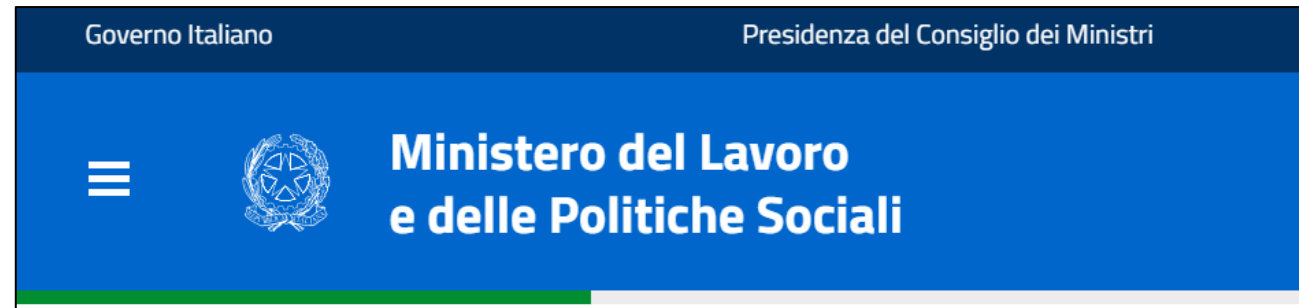 Governo Italiano
Presidenza del Consiglio dei Ministri
Ministero del Lavoro
e delle Politiche Sociali